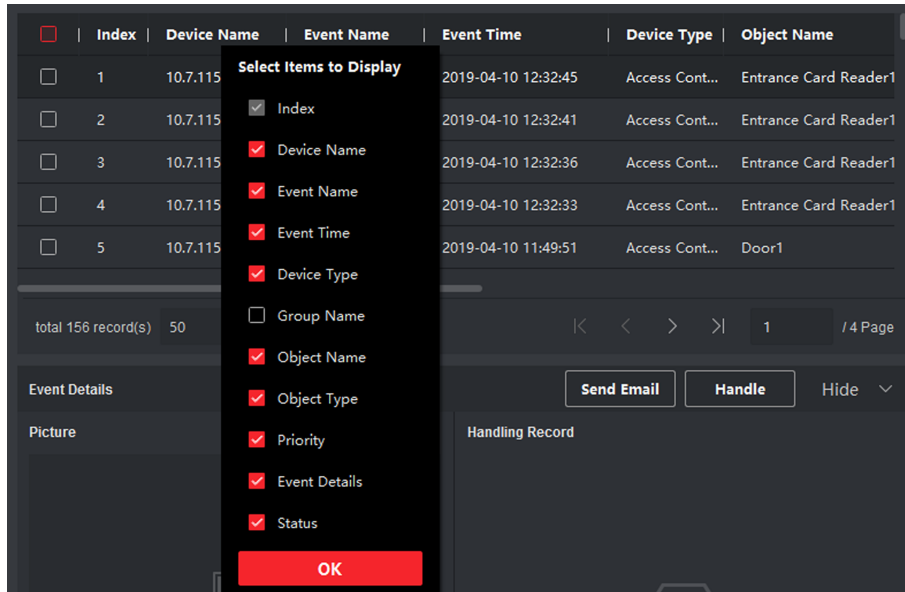 Index Device Name Event Name Event Time Device Type Object Name
Select Items to Display
1 10.7.115 2019-04-10 12:32:45 Access Cont... Entrance Card Reader1
Index
2 10.7.115 2019-04-10 12:32:41 Access Cont... Entrance Card Reader1
Device Name
3 10.7.115 2019-04-10 12:32:36 Access Cont... Entrance Card Reader1
Event Name
4 10.7.115 2019-04-10 12:32:33 Access Cont... Entrance Card Reader1
Event Time
5 10.7.115 2019-04-10 11:49:51 Access Cont... Door1
Device Type
Group Name
total 156 record(s) 50 1 / 4 Page
Object Name
Event Details Send Email Handle Hide
Object Type
Picture Handling Record
Priority
Event Details
Status
OK